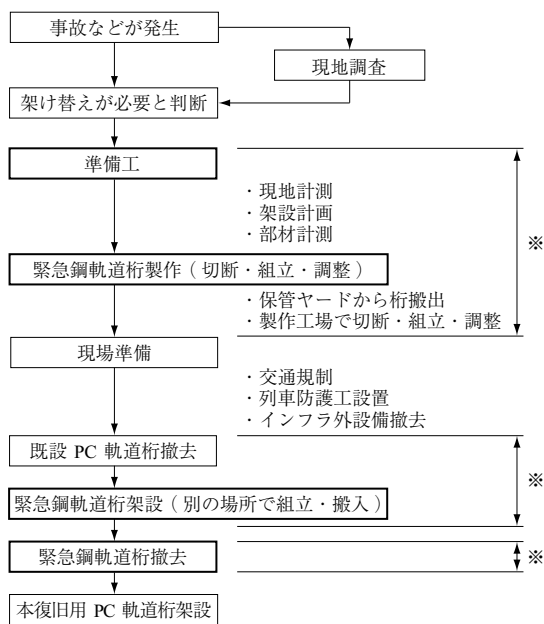 事故などが発生
現地調査
架け替えが必要と判断
準備工
・現地計測
・架設計画
・部材計測
※
緊急鋼軌道桁製作（切断・組立・調整）
・保管ヤードから桁搬出
・製作工場で切断・組立・調整
現場準備
・交通規制
・列車防護工設置
・インフラ外設備撤去
既設 PC 軌道桁撤去
※
緊急鋼軌道桁架設（別の場所で組立・搬入）
緊急鋼軌道桁撤去
※
本復旧用 PC 軌道桁架設